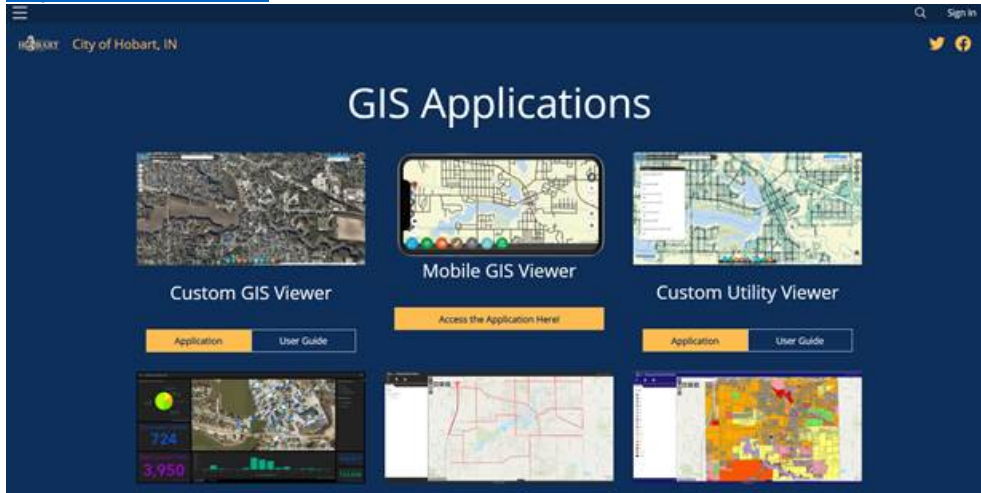 Sign In
HOBART City of Hobart, IN
GIS Applications
Custom GIS Viewer
Mobile GIS Viewer
Custom Utility Viewer
Application User Guide
Access the Application Here!
Application User Guide
724
3,950